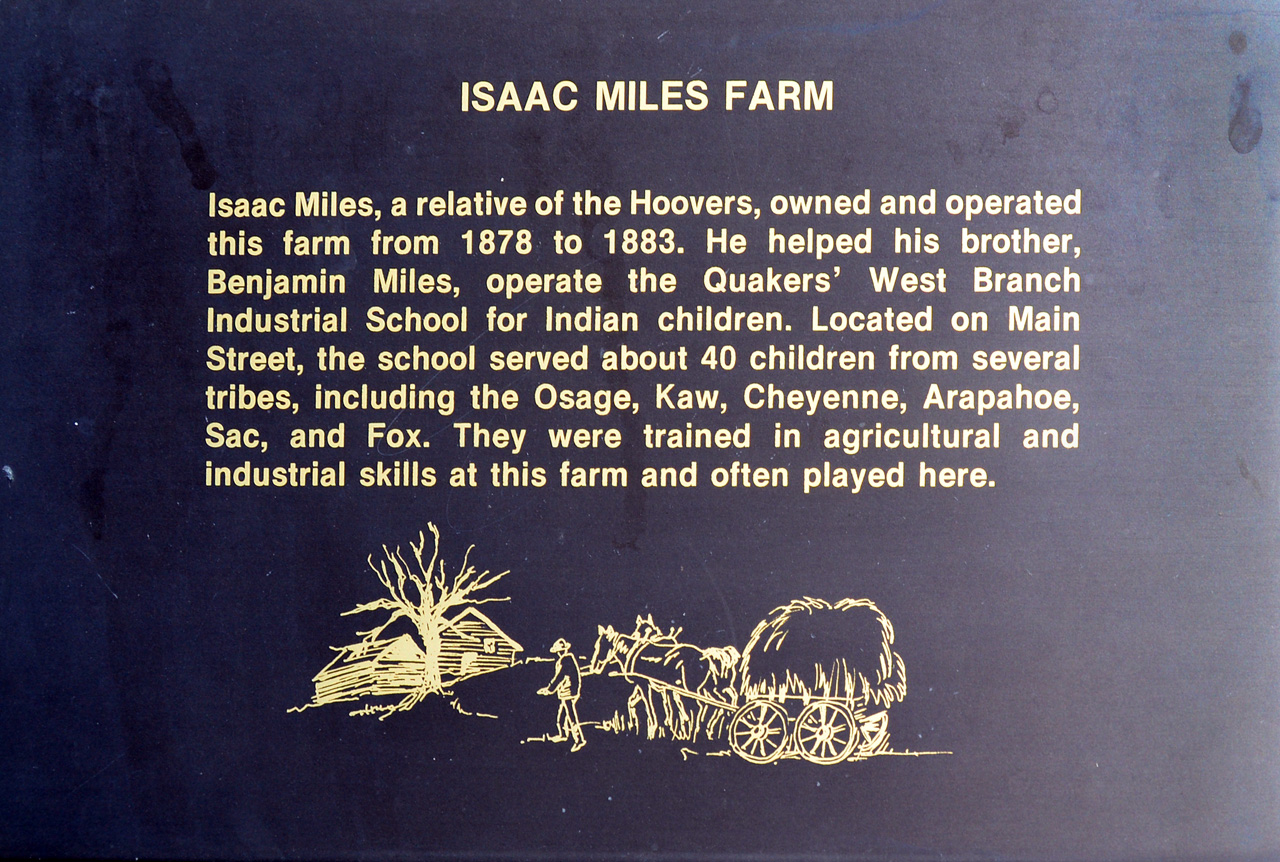 ISAAC MILES FARM
Isaac Miles, a relative of the Hoovers, owned and operated
this farm from 1878 to 1883. He helped his brother,
Benjamin Miles, operate the Quakers’ West Branch
Industrial School for Indian children. Located on Main
Street, the school served about 40 children from several
tribes, including the Osage, Kaw, Cheyenne, Arapahoe,
Sac, and Fox. They were trained in agricultural and
industrial skills at this farm and often played here.